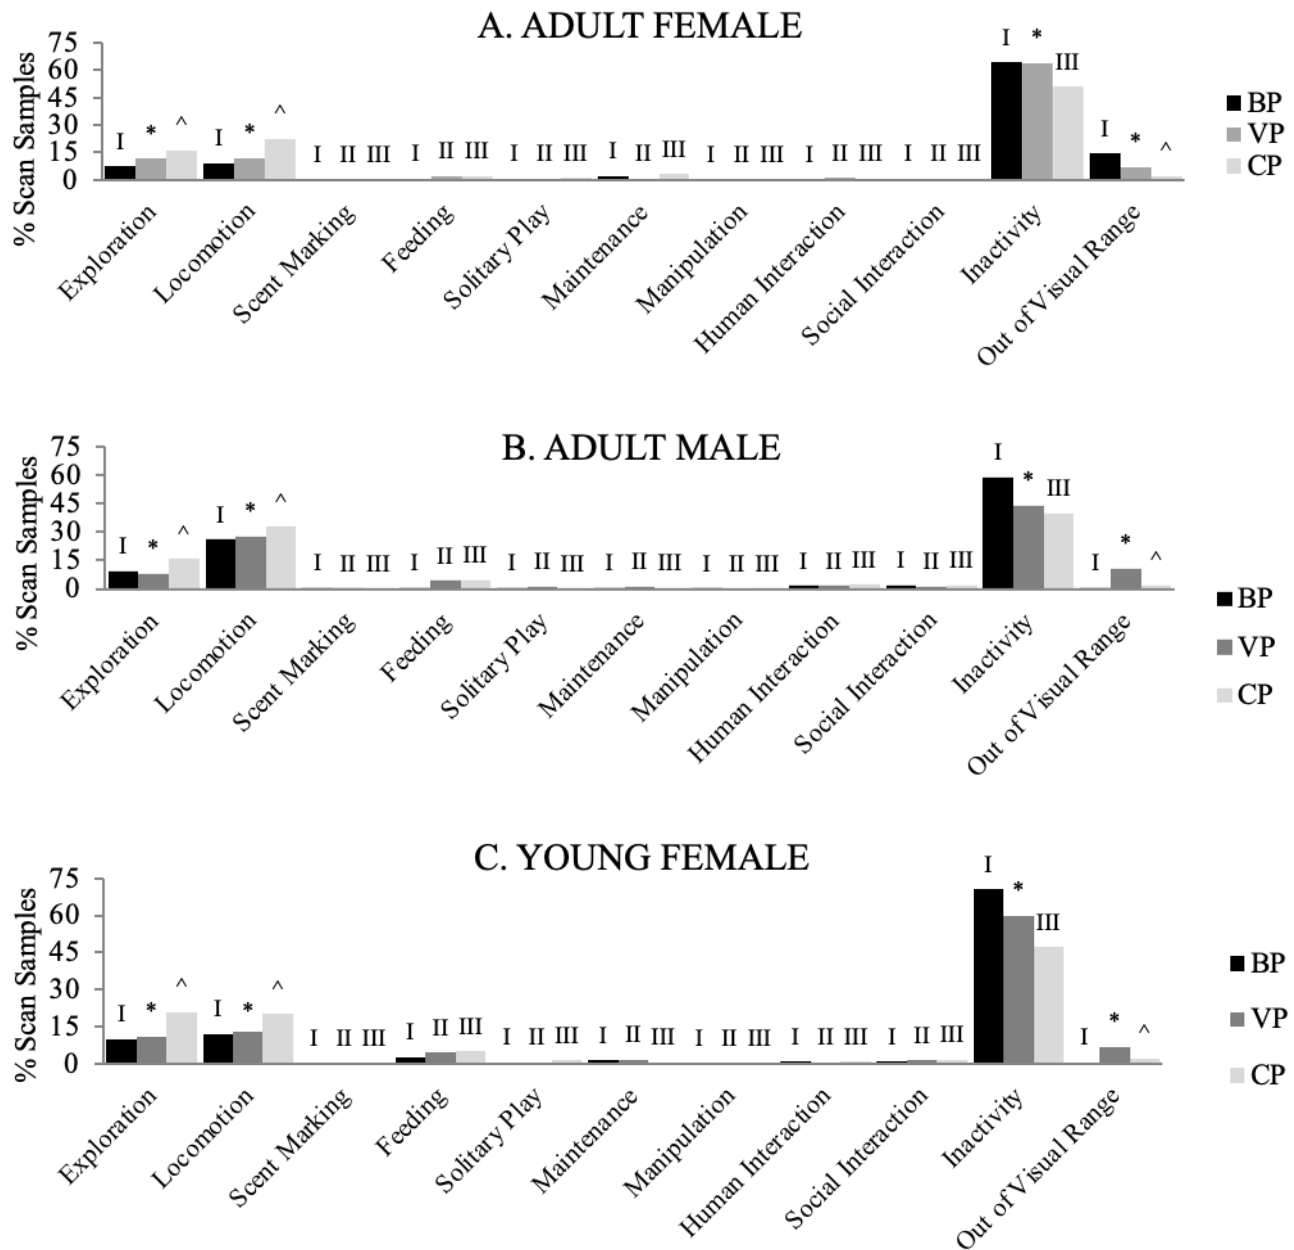 A. ADULT FEMALE
% Scan Samples
75
60
45
30
15
0
I * ^ I * ^ I II III I II III I II III I II III I II III I II III I II III I * III I * ^
Exploration
Locomotion
Scent Marking
Feeding
Solitary Play
Maintenance
Manipulation
Human Interaction
Social Interaction
Inactivity
Out of Visual Range
BP
VP
CP
B. ADULT MALE
% Scan Samples
75
60
45
30
15
0
I * ^ I * ^ I II III I II III I II III I II III I II III I II III I II III I * III I * ^
Exploration
Locomotion
Scent Marking
Feeding
Solitary Play
Maintenance
Manipulation
Human Interaction
Social Interaction
Inactivity
Out of Visual Range
BP
VP
CP
C. YOUNG FEMALE
% Scan Samples
75
60
45
30
15
0
I * ^ I * ^ I II III I II III I II III I II III I II III I II III I II III I * III I * ^
Exploration
Locomotion
Scent Marking
Feeding
Solitary Play
Maintenance
Manipulation
Human Interaction
Social Interaction
Inactivity
Out of Visual Range
BP
VP
CP